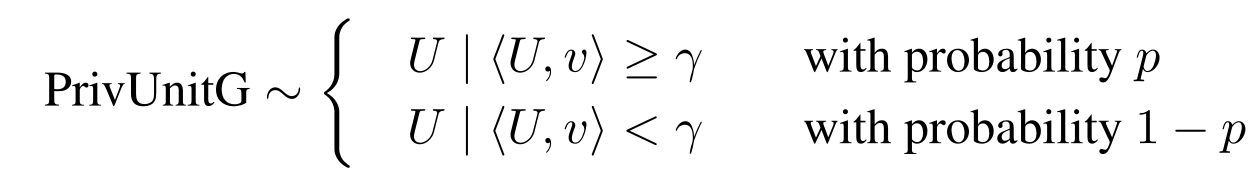 PrivUnitG ∼ { U | ⟨U, v⟩ ≥ γ with probability p
U | ⟨U, v⟩ < γ with probability 1 − p